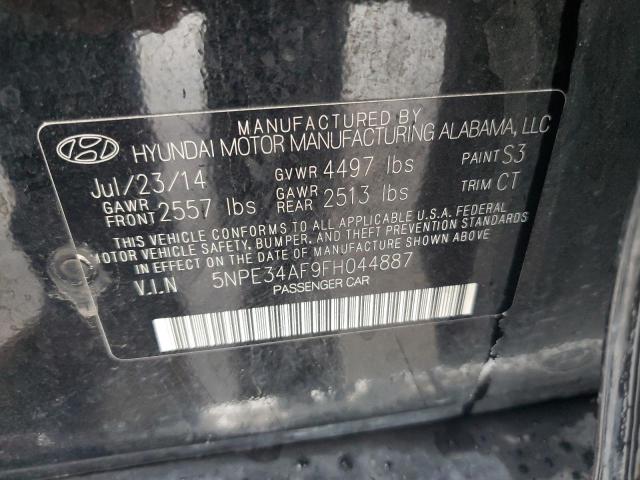 MANUFACTURED BY
HYUNDAI MOTOR MANUFACTURING ALABAMA, LLC
Jul/23/14 GVWR 4497 lbs PAINT S3
GAWR FRONT 2557 lbs GAWR REAR 2513 lbs TRIM CT
THIS VEHICLE CONFORMS TO ALL APPLICABLE U.S.A. FEDERAL
MOTOR VEHICLE SAFETY, BUMPER, AND THEFT PREVENTION STANDARDS
IN EFFECT ON THE DATE OF MANUFACTURE SHOWN ABOVE.
V.I.N 5NPE34AF9FH044887
PASSENGER CAR